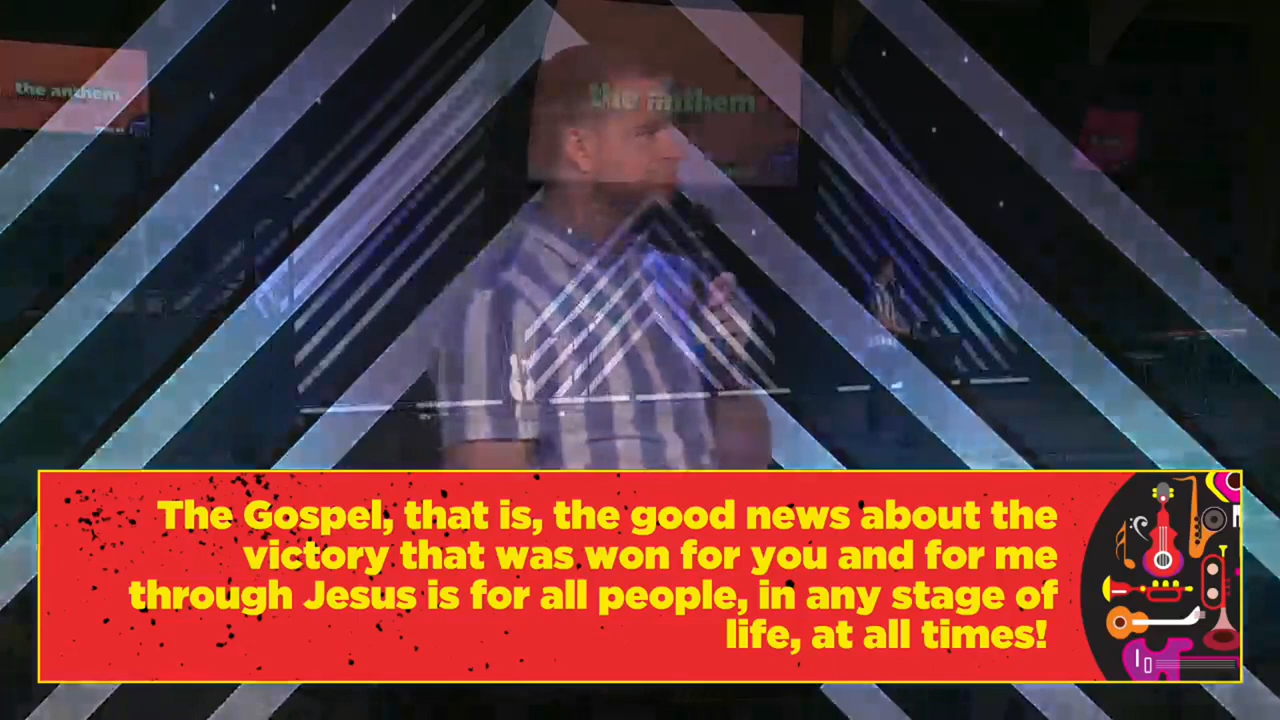 the anthem
the anthem
The Gospel, that is, the good news about the
victory that was won for you and for me
through Jesus is for all people, in any stage of
life, at all times!